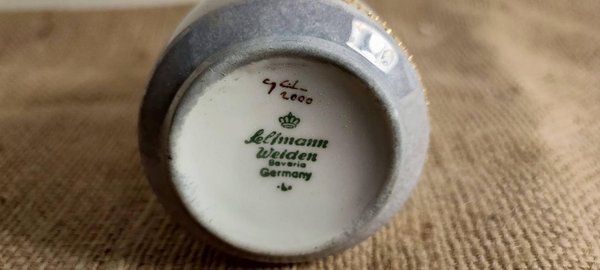 2000
Seltmann
Weiden
Bavaria
Germany